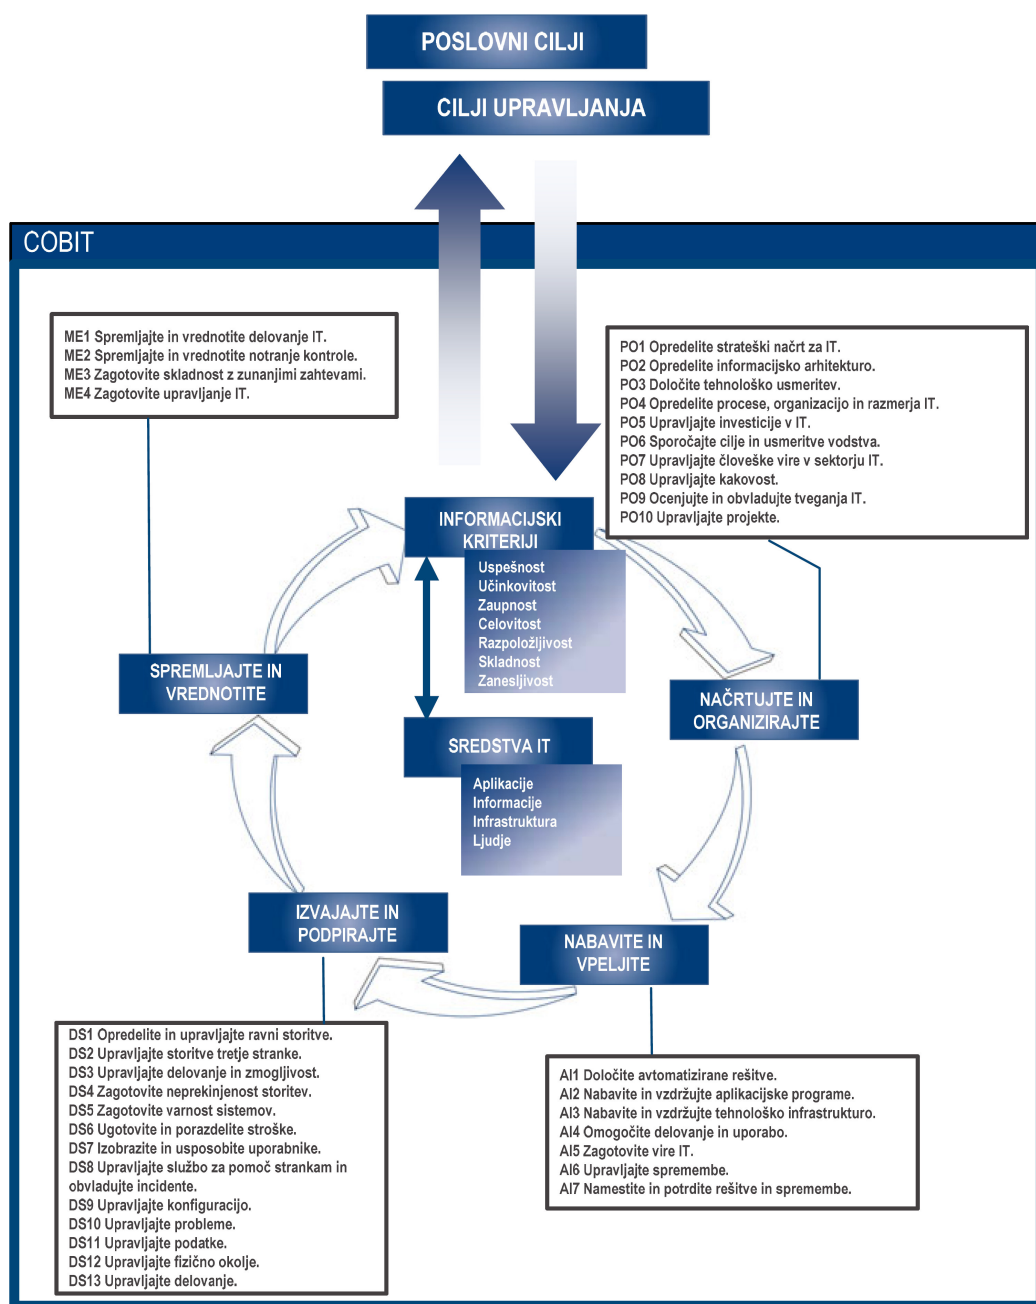 POSLOVNI CILJI
CILJI UPRAVLJANJA
COBIT
ME1 Spremljajte in vrednotite delovanje IT.
ME2 Spremljajte in vrednotite notranje kontrole.
ME3 Zagotovite skladnost z zunanjimi zahtevami.
ME4 Zagotovite upravljanje IT.
PO1 Opredelite strateški načrt za IT.
PO2 Opredelite informacijsko arhitekturo.
PO3 Določite tehnološko usmeritev.
PO4 Opredelite procese, organizacijo in razmerja IT.
PO5 Upravljajte investicije v IT.
PO6 Sporočajte cilje in usmeritve vodstva.
PO7 Upravljajte človeške vire v sektorju IT.
PO8 Upravljajte kakovost.
PO9 Ocenjujte in obvladujte tveganja IT.
PO10 Upravljajte projekte.
INFORMACIJSKI
KRITERIJI
Uspešnost
Učinkovitost
Zaupnost
Celovitost
Razpoložljivost
Skladnost
Zanesljivost
SPREMLJAJTE IN
VREDNOTITE
NAČRTUJTE IN
ORGANIZIRAJTE
SREDSTVA IT
Aplikacije
Informacije
Infrastruktura
Ljudje
IZVAJAJTE IN
PODPIRAJTE
NABAVITE IN
VPELJITE
DS1 Opredelite in upravljajte ravni storitve.
DS2 Upravljajte storitve tretje stranke.
DS3 Upravljajte delovanje in zmogljivost.
DS4 Zagotovite neprekinjenost storitev.
DS5 Zagotovite varnost sistemov.
DS6 Ugotovite in porazdelite stroške.
DS7 Izobrazite in usposobite uporabnike.
DS8 Upravljajte službo za pomoč strankam in
obvladujte incidente.
DS9 Upravljajte konfiguracijo.
DS10 Upravljajte probleme.
DS11 Upravljajte podatke.
DS12 Upravljajte fizično okolje.
DS13 Upravljajte delovanje.
AI1 Določite avtomatizirane rešitve.
AI2 Nabavite in vzdržujte aplikacijske programe.
AI3 Nabavite in vzdržujte tehnološko infrastrukturo.
AI4 Omogočite delovanje in uporabo.
AI5 Zagotovite vire IT.
AI6 Upravljajte spremembe.
AI7 Namestite in potrdite rešitve in spremembe.